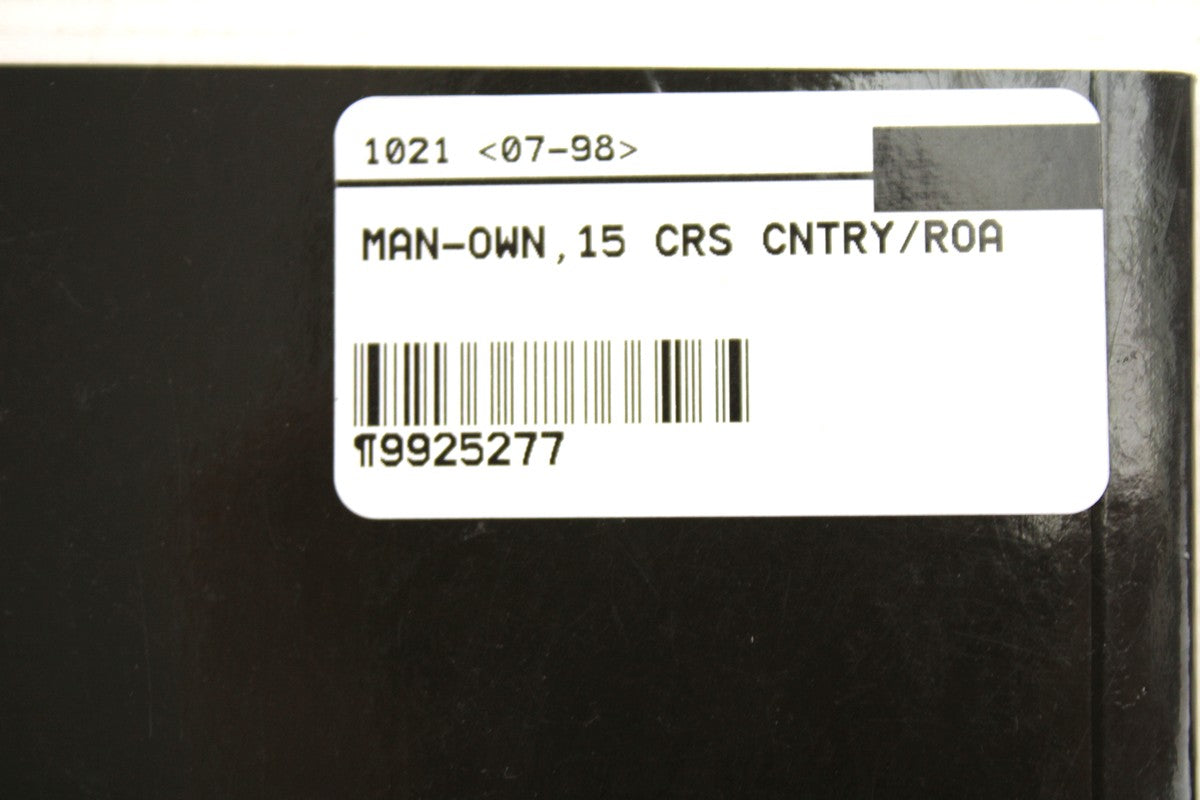 1021 <07-98>
MAN-OWN,15 CRS CNTRY/ROA
¶9925277